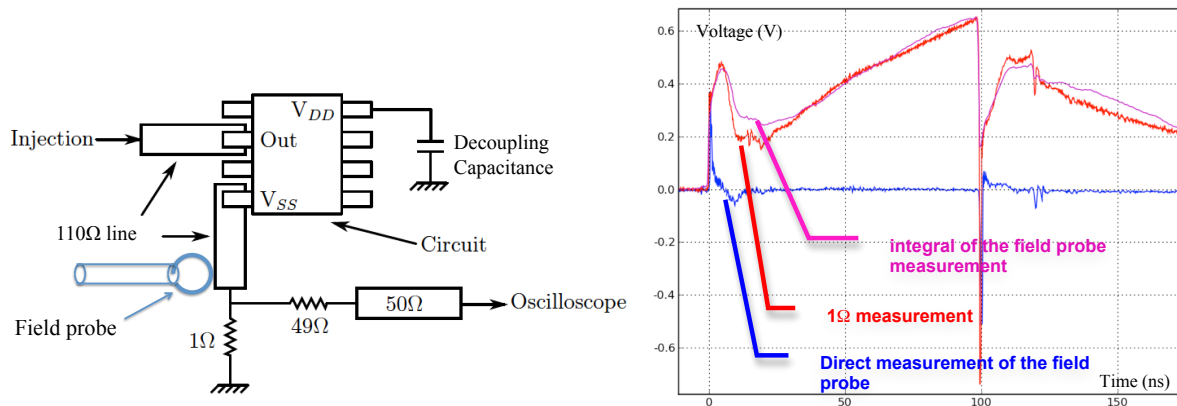 Injection
V_DD
Out
V_SS
Decoupling
Capacitance
110Ω line
Circuit
Field probe
1Ω
49Ω
50Ω
Oscilloscope
Voltage (V)
0.6
0.4
0.2
0.0
-0.2
-0.4
-0.6
0
50
100
150
Time (ns)
integral of the field probe
measurement
1Ω measurement
Direct measurement of the field
probe